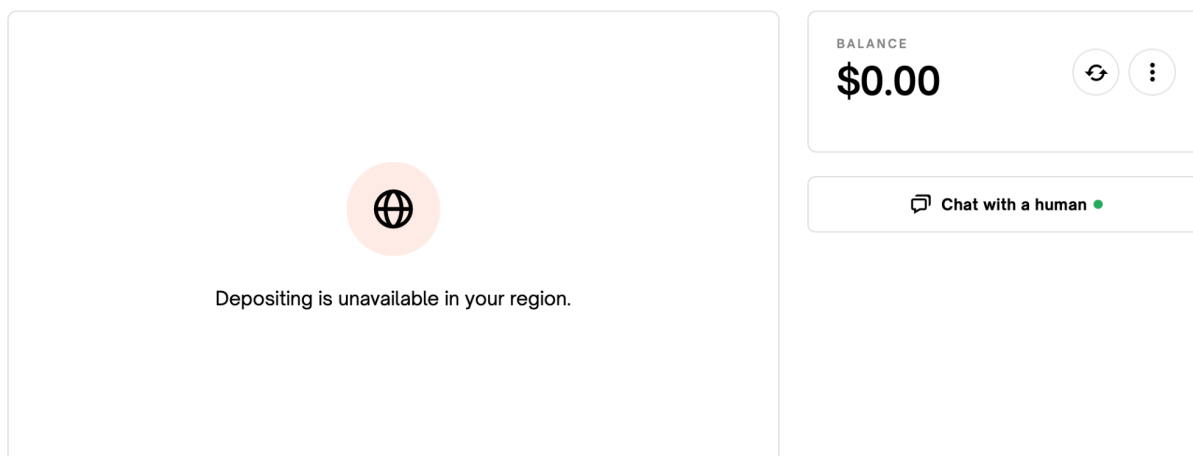 Depositing is unavailable in your region.
BALANCE
$0.00
Chat with a human